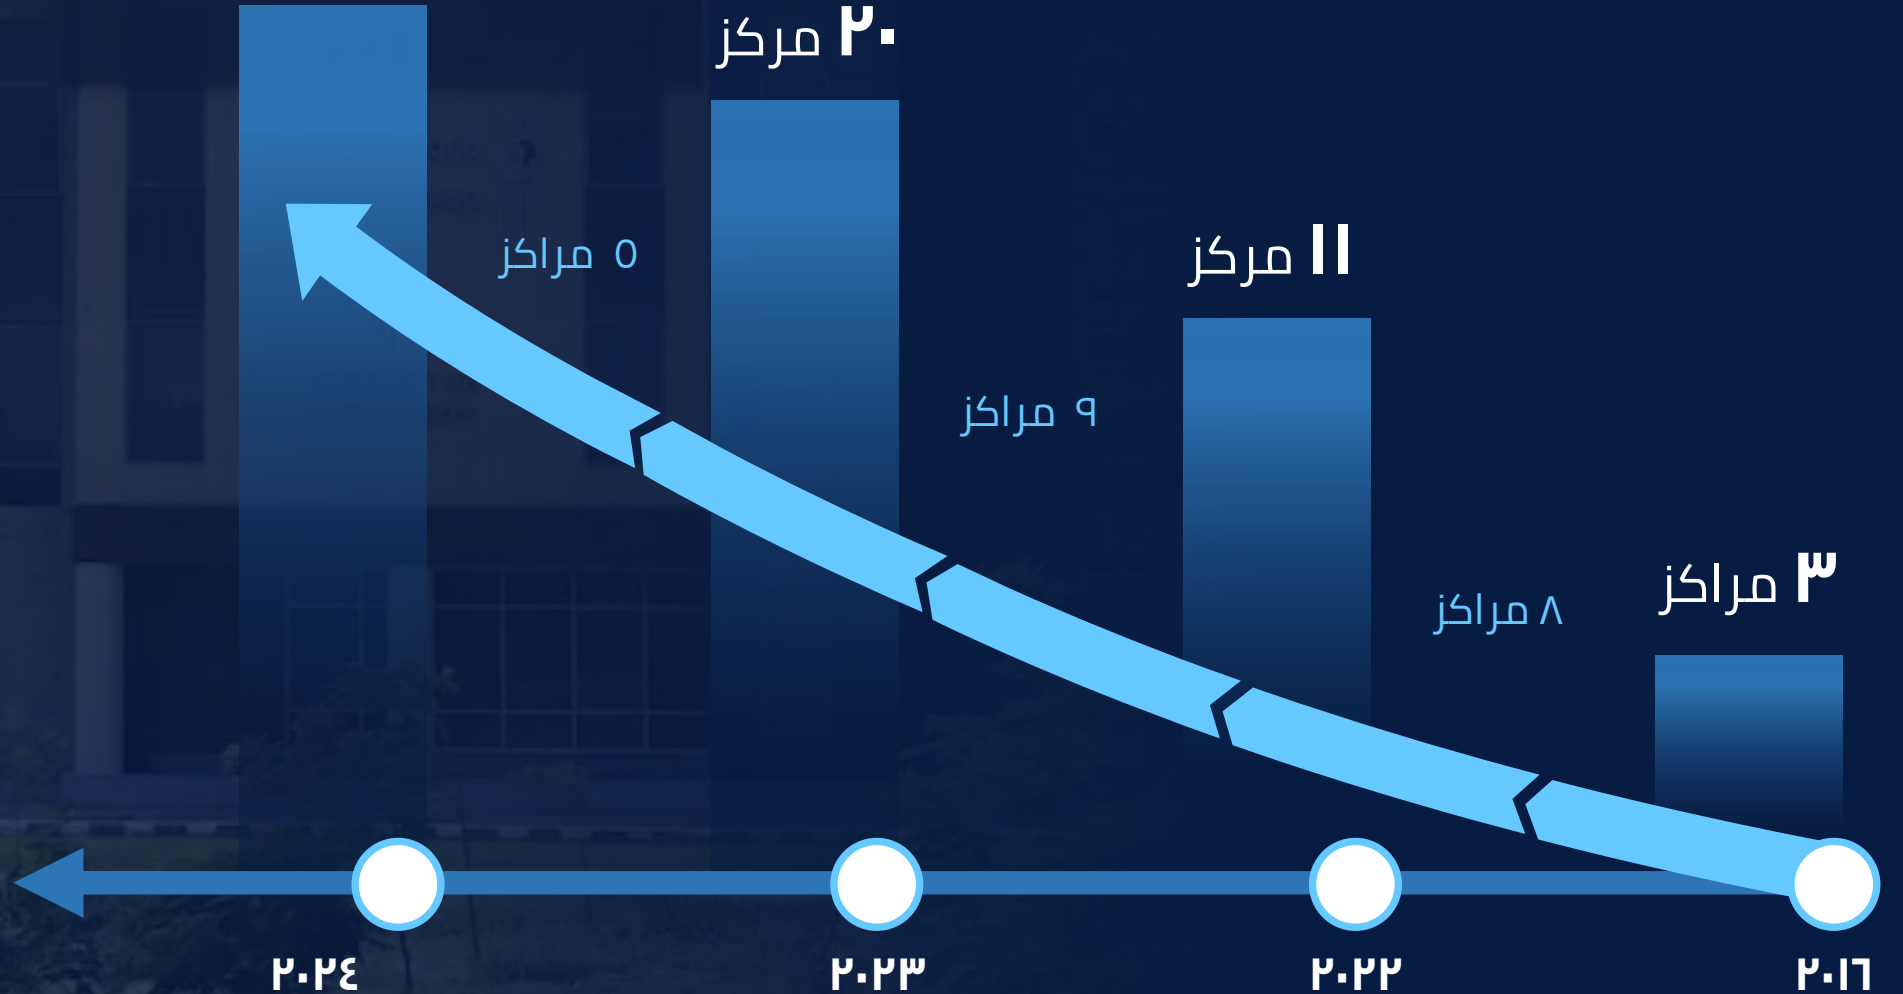 ٢٠ مركز
١١ مركز
٣ مراكز
٥ مراكز
٩ مراكز
٨ مراكز
٢٠١٦
٢٠٢٢
٢٠٢٣
٢٠٢٤